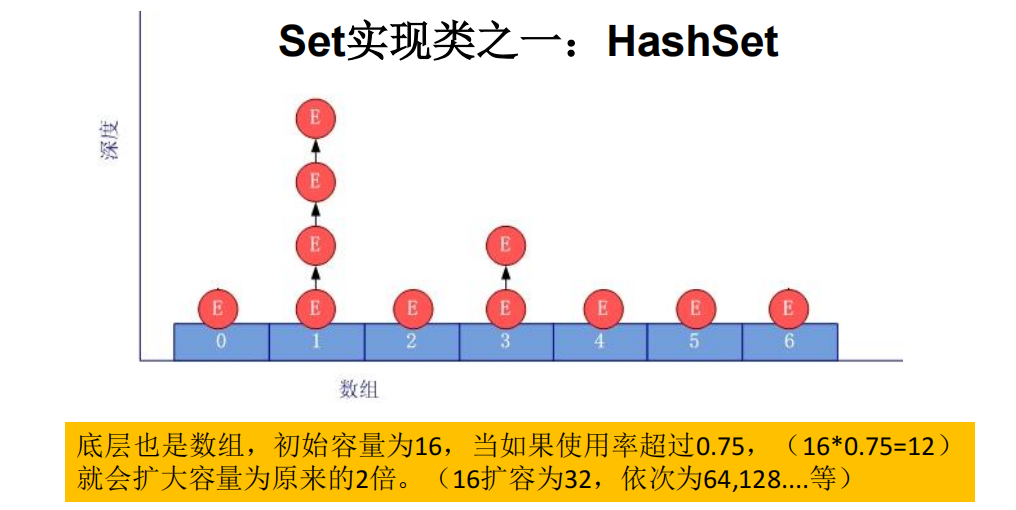 Set实现类之一：HashSet
深度
E
E
E
E
E
E
E
E
E
E
E
0 1 2 3 4 5 6
数组
底层也是数组，初始容量为16，当如果使用率超过0.75，（16*0.75=12）
就会扩大容量为原来的2倍。（16扩容为32，依次为64,128....等）